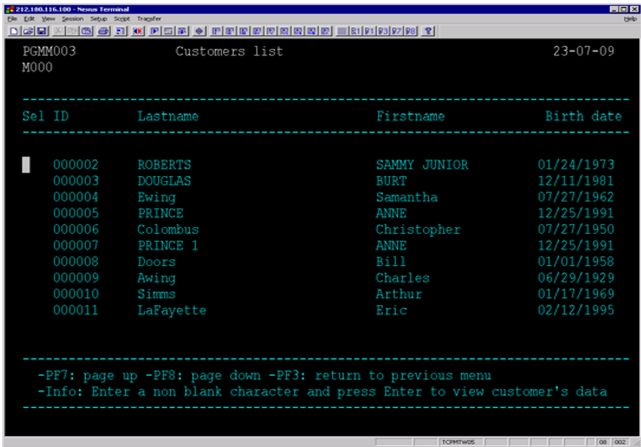 212.180.116.100 - Nexus Terminal
File Edit View Session Setup Script Transfer Help
PGMM003 Customers list 23-07-09
M000
Sel ID Lastname Firstname Birth date
000002 ROBERTS SAMMY JUNIOR 01/24/1973
000003 DOUGLAS BURT 12/11/1981
000004 Ewing Samantha 07/27/1962
000005 PRINCE ANNE 12/25/1991
000006 Colombus Christopher 07/27/1950
000007 PRINCE 1 ANNE 12/25/1991
000008 Doors Bill 01/01/1958
000009 Awing Charles 06/29/1929
000010 Simms Arthur 01/17/1969
000011 LaFayette Eric 02/12/1995
-PF7: page up -PF8: page down -PF3: return to previous menu
-Info: Enter a non blank character and press Enter to view customer's data
TCPMTW05 08 002